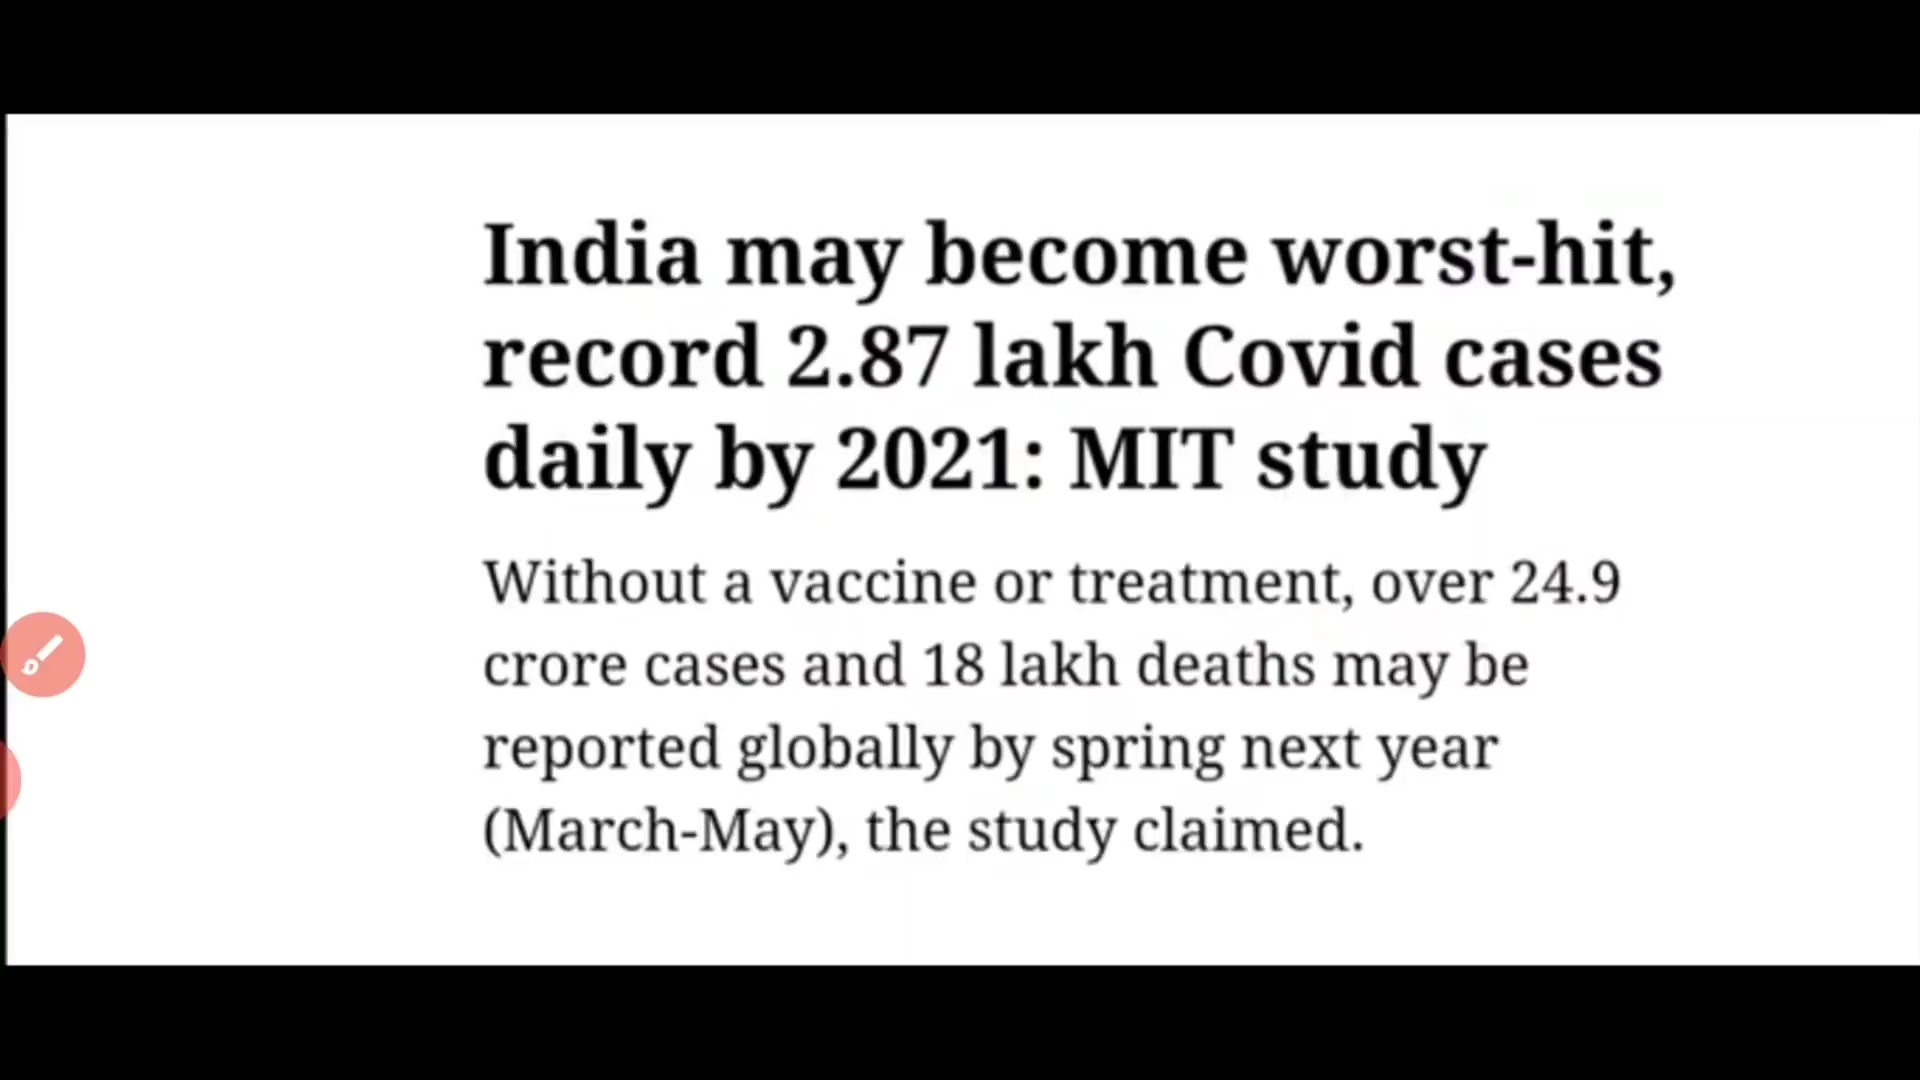 India may become worst-hit,
record 2.87 lakh Covid cases
daily by 2021: MIT study
Without a vaccine or treatment, over 24.9
crore cases and 18 lakh deaths may be
reported globally by spring next year
(March-May), the study claimed.